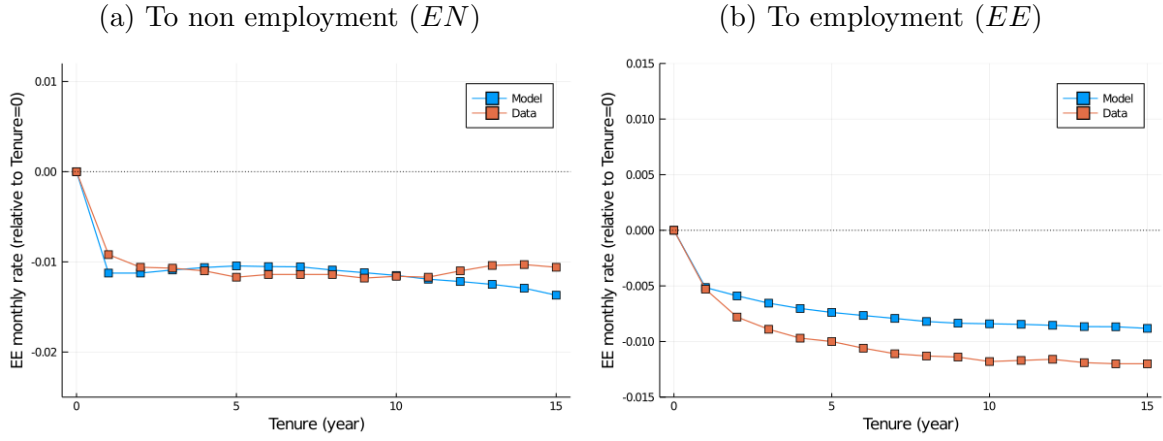 (a) To non employment (EN)
EE monthly rate (relative to Tenure=0)
0.01
0.00
-0.01
-0.02
0
5
10
15
Tenure (year)
Model
Data
(b) To employment (EE)
EE monthly rate (relative to Tenure=0)
0.015
0.010
0.005
0.000
-0.005
-0.010
-0.015
0
5
10
15
Tenure (year)
Model
Data